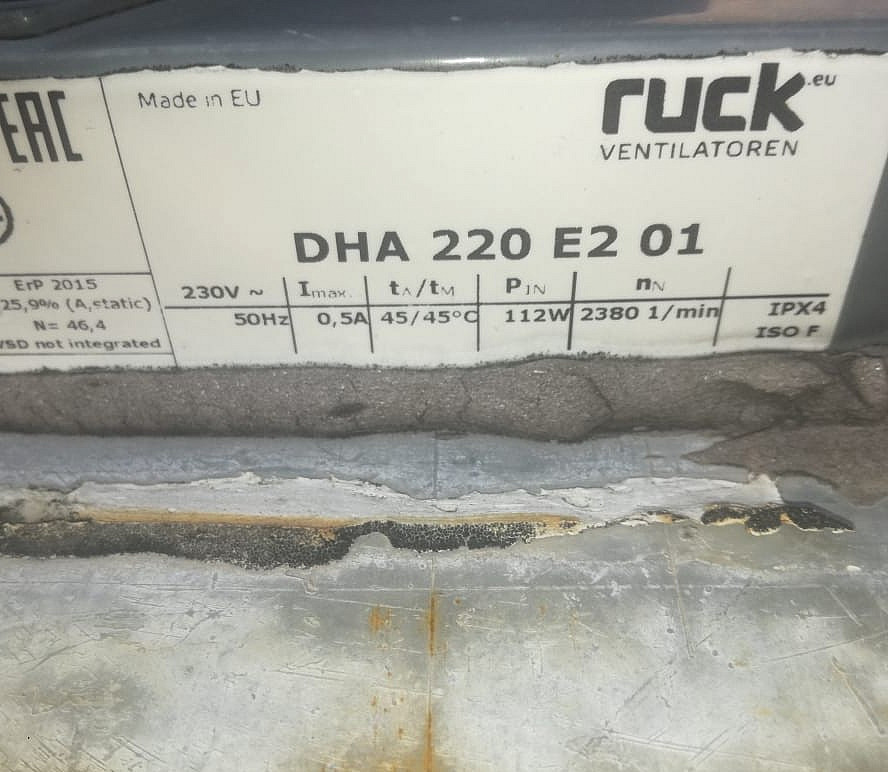 EAC
Made in EU
ruck.eu
VENTILATOREN
DHA 220 E2 01
ErP 2015
25,9% (A,static)
N= 46,4
VSD not integrated
230V ~ Imax. tA/tM PIN nN IPX4
50Hz 0,5A 45/45°C 112W 2380 1/min ISO F